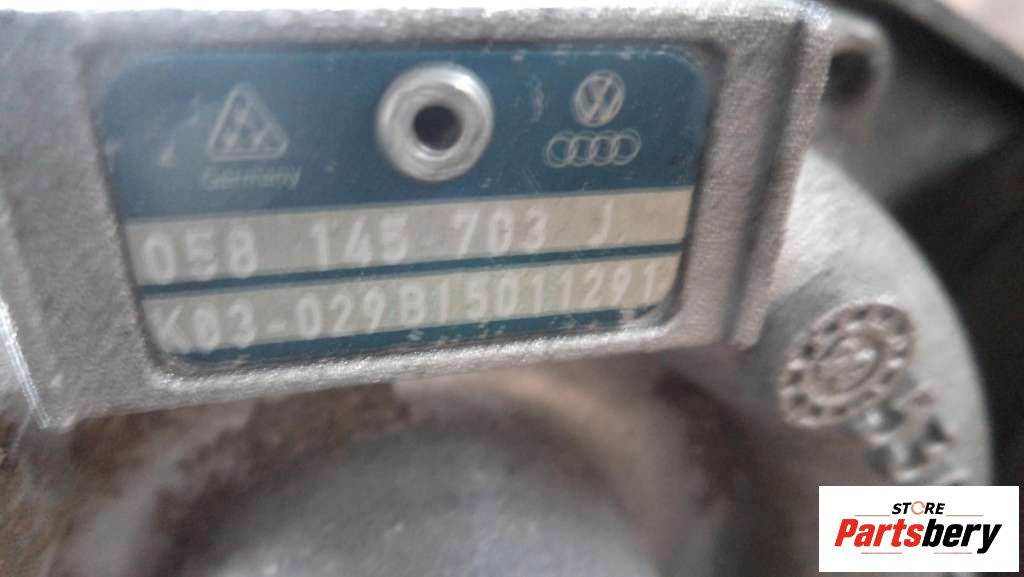 Germany
058 145 703 J
K03-029B15011291
STORE
Partsbery